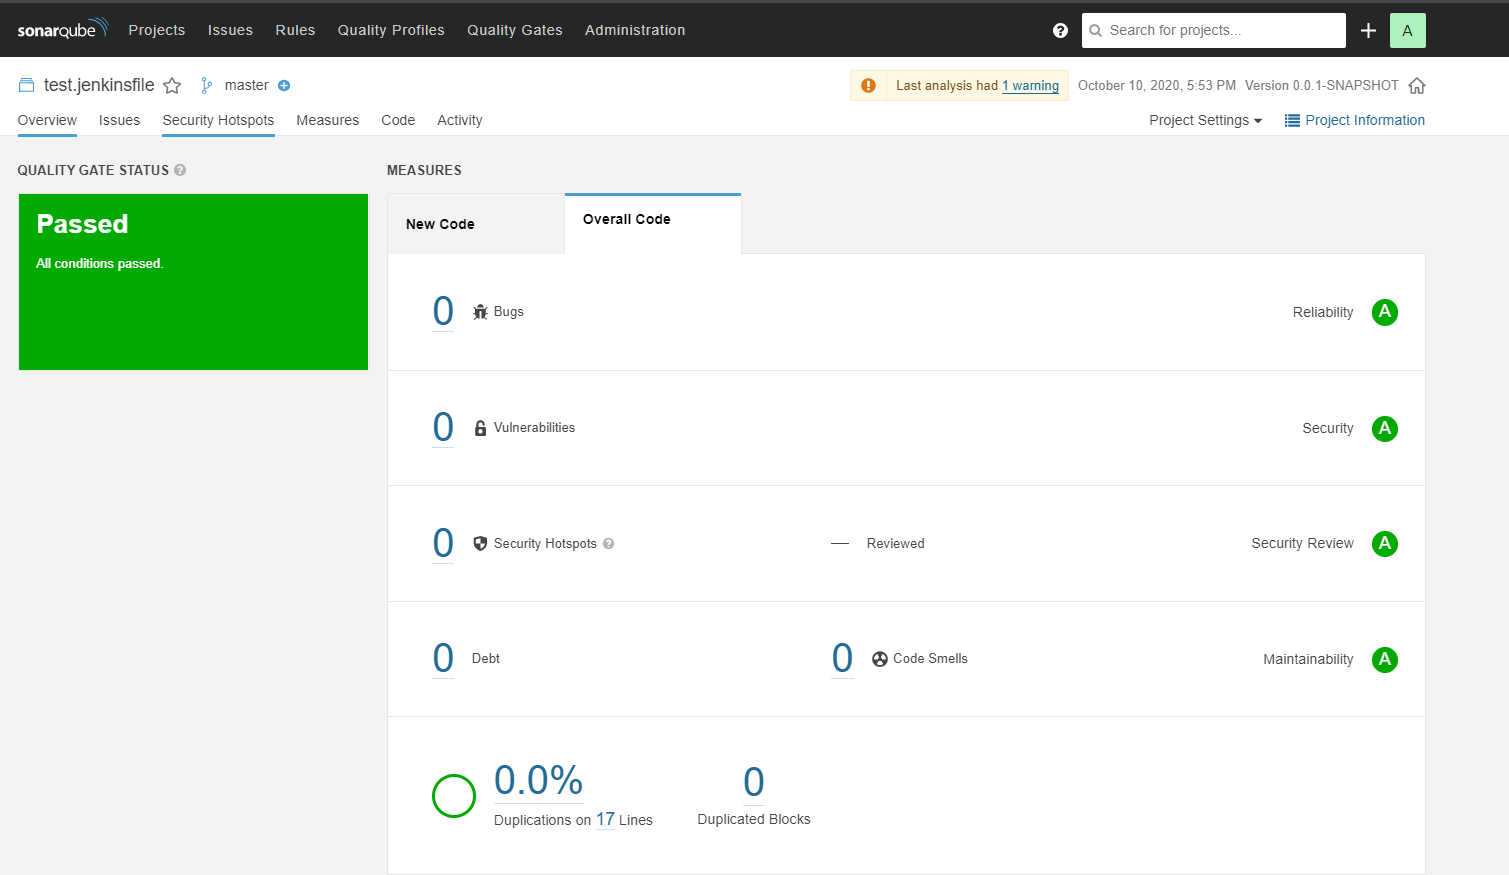 sonarqube Projects Issues Rules Quality Profiles Quality Gates Administration ? Search for projects... + A
test.jenkinsfile master Last analysis had 1 warning October 10, 2020, 5:53 PM Version 0.0.1-SNAPSHOT
Overview Issues Security Hotspots Measures Code Activity Project Settings Project Information
QUALITY GATE STATUS ? MEASURES
Passed
All conditions passed.
New Code Overall Code
0 Bugs Reliability A
0 Vulnerabilities Security A
0 Security Hotspots ? — Reviewed Security Review A
0 Debt 0 Code Smells Maintainability A
0.0% 0
Duplications on 17 Lines Duplicated Blocks